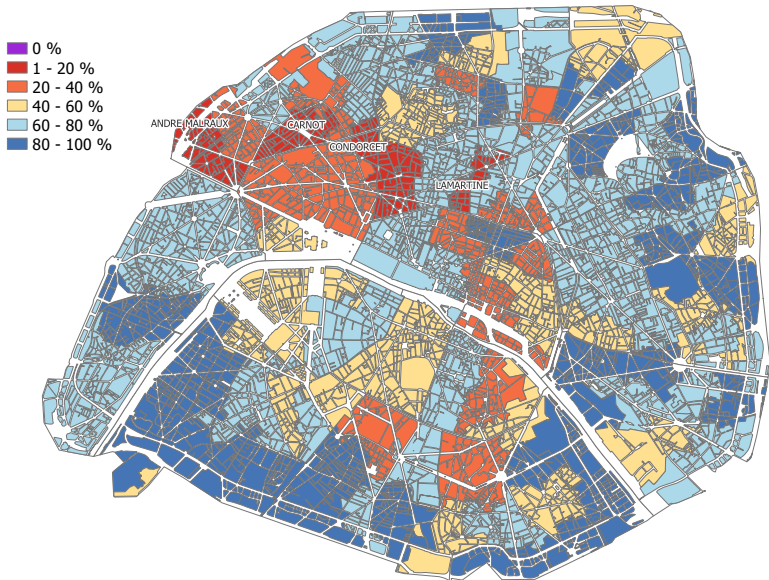 0 %
1 - 20 %
20 - 40 %
40 - 60 %
60 - 80 %
80 - 100 %
ANDRE MALRAUX
CARNOT
CONDORCET
LAMARTINE